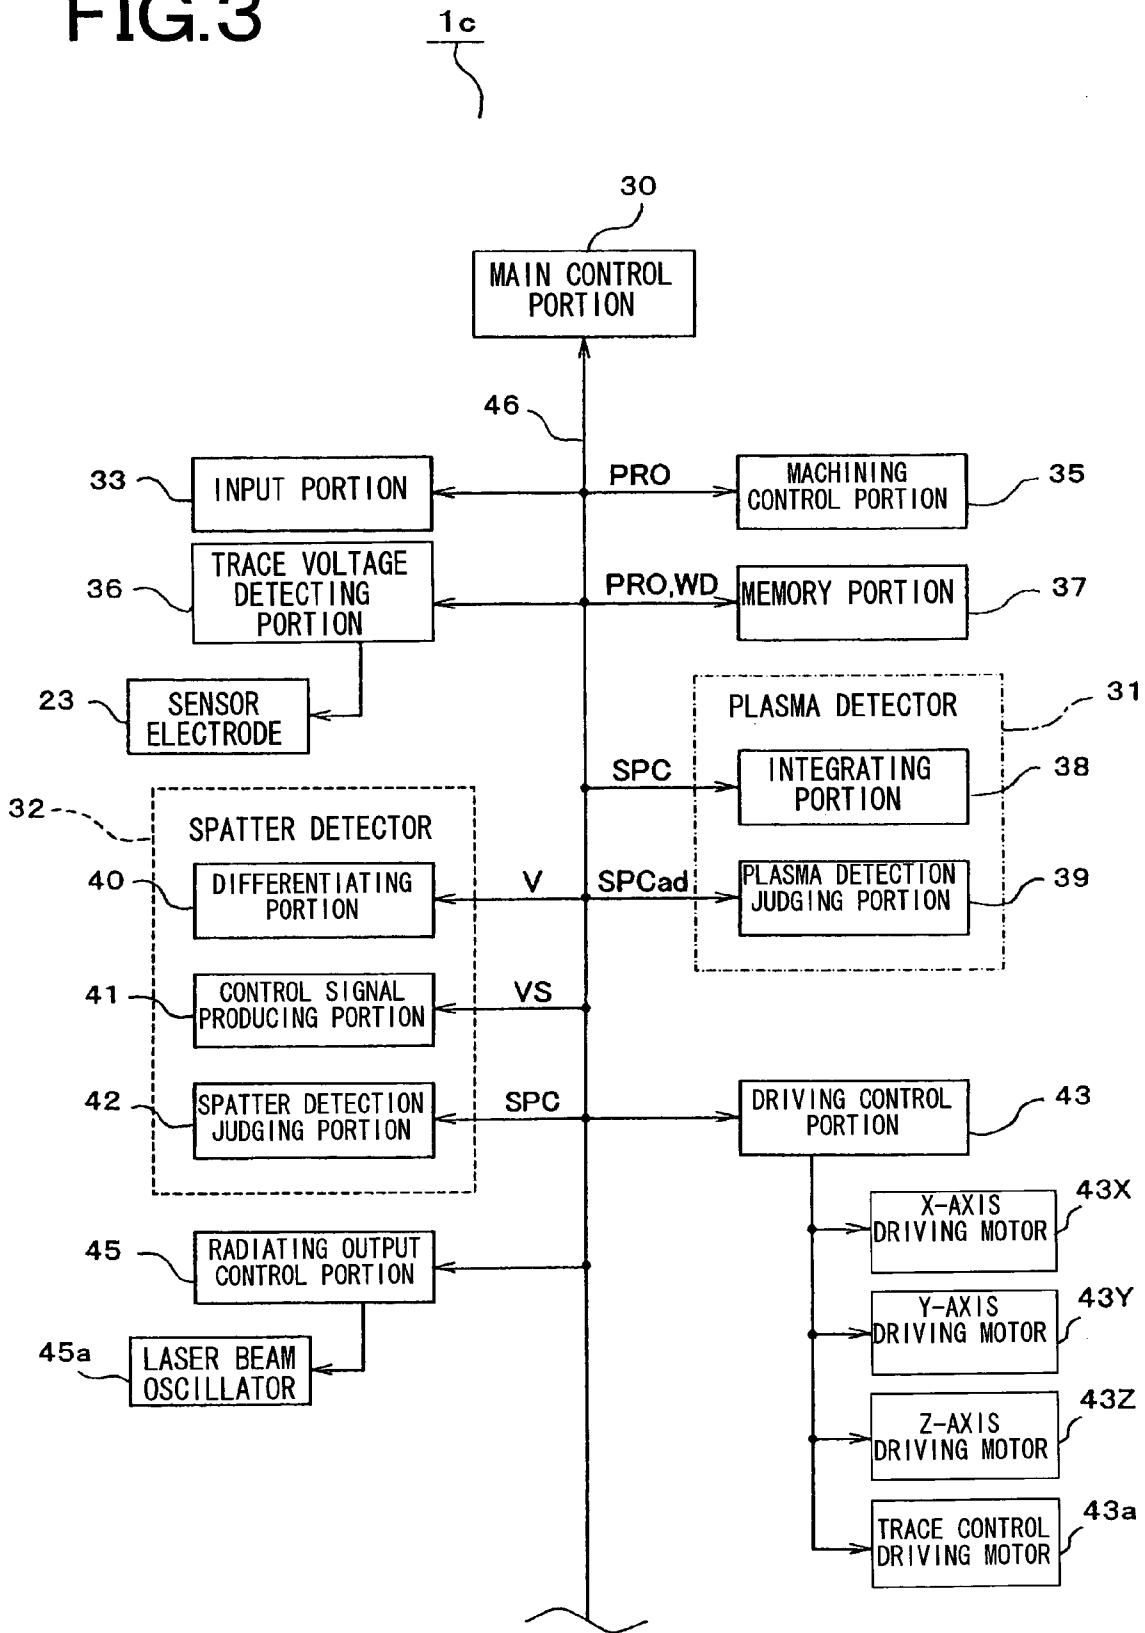 FIG.3
1c
30
MAIN CONTROL
PORTION
46
33
INPUT PORTION
PRO
MACHINING
CONTROL PORTION
35
36
TRACE VOLTAGE
DETECTING
PORTION
PRO,WD
MEMORY PORTION
37
23
SENSOR
ELECTRODE
31
PLASMA DETECTOR
SPC
INTEGRATING
PORTION
38
32
SPATTER DETECTOR
40
DIFFERENTIATING
PORTION
V
SPCad
PLASMA DETECTION
JUDGING PORTION
39
41
CONTROL SIGNAL
PRODUCING PORTION
VS
42
SPATTER DETECTION
JUDGING PORTION
SPC
DRIVING CONTROL
PORTION
43
43X
X-AXIS
DRIVING MOTOR
45
RADIATING OUTPUT
CONTROL PORTION
43Y
Y-AXIS
DRIVING MOTOR
45a
LASER BEAM
OSCILLATOR
43Z
Z-AXIS
DRIVING MOTOR
43a
TRACE CONTROL
DRIVING MOTOR